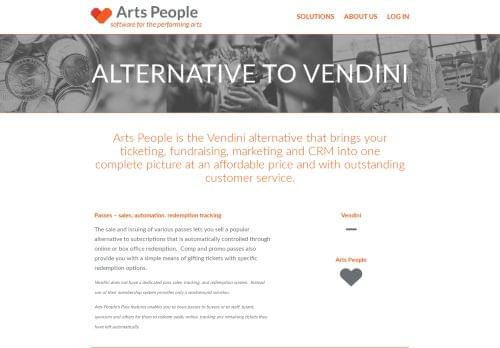 Arts People
software for the performing arts
SOLUTIONS ABOUT US LOG IN
ALTERNATIVE TO VENDINI
Arts People is the Vendini alternative that brings your
ticketing, fundraising, marketing and CRM into one
complete picture at an affordable price and with outstanding
customer service.
Passes – sales, automation, redemption tracking
The sale and issuing of various passes lets you sell a popular
alternative to subscriptions that is automatically controlled through
online or box office redemption. Comp and promo passes also
provide you with a simple means of gifting tickets with specific
redemption options.
Vendini does not have a dedicated pass sales, tracking, and redemption system. Instead
use of their membership system provides only a workaround solution.
Arts People's Pass features enables you to issue passes to buyers or to staff, board,
sponsors and others for them to redeem easily online, tracking any remaining tickets they
have left automatically.
Vendini
Arts People